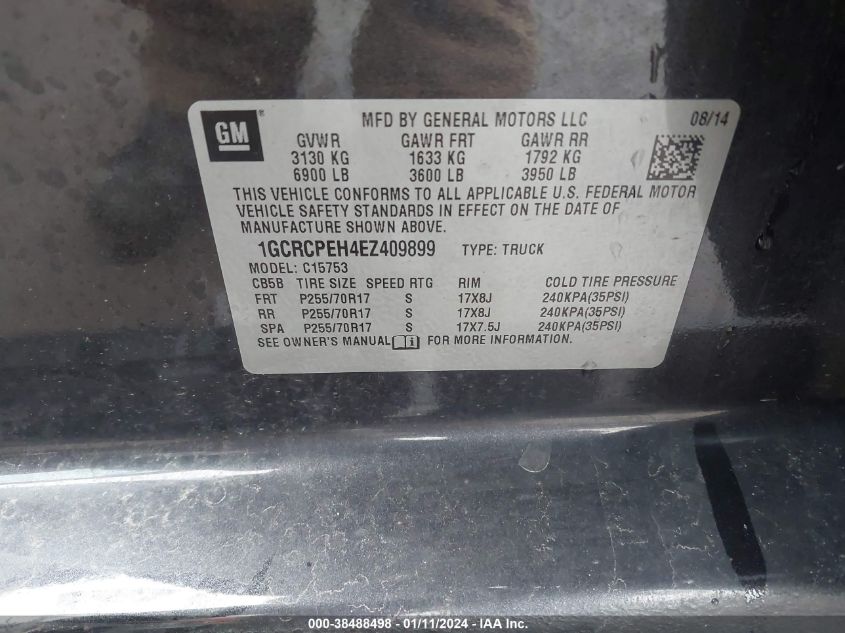 GM
MFD BY GENERAL MOTORS LLC 08/14
GVWR GAWR FRT GAWR RR
3130 KG 1633 KG 1792 KG
6900 LB 3600 LB 3950 LB
THIS VEHICLE CONFORMS TO ALL APPLICABLE U.S. FEDERAL MOTOR
VEHICLE SAFETY STANDARDS IN EFFECT ON THE DATE OF
MANUFACTURE SHOWN ABOVE.
1GCRCPEH4EZ409899 TYPE: TRUCK
MODEL: C15753
CB5B TIRE SIZE SPEED RTG RIM COLD TIRE PRESSURE
FRT P255/70R17 S 17X8J 240KPA(35PSI)
RR P255/70R17 S 17X8J 240KPA(35PSI)
SPA P255/70R17 S 17X7.5J 240KPA(35PSI)
SEE OWNER'S MANUAL i FOR MORE INFORMATION.
000-38488498 - 01/11/2024 - IAA Inc.